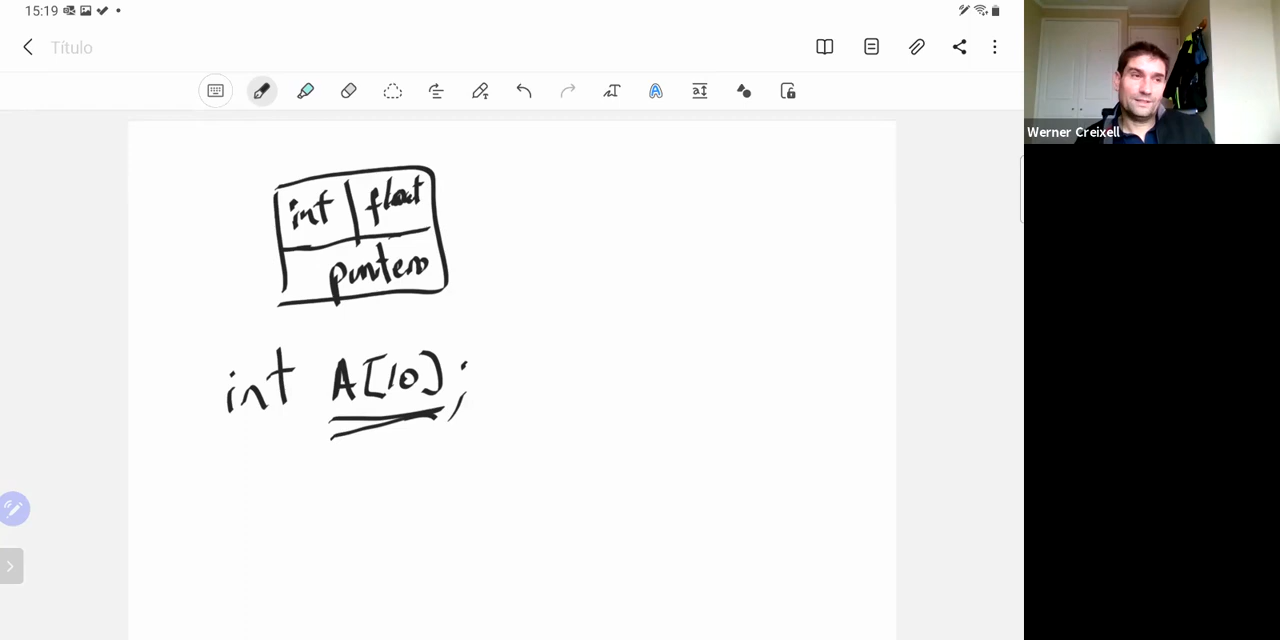 15:19
Título
Werner Creixell
int | float
puntero
int A[10];